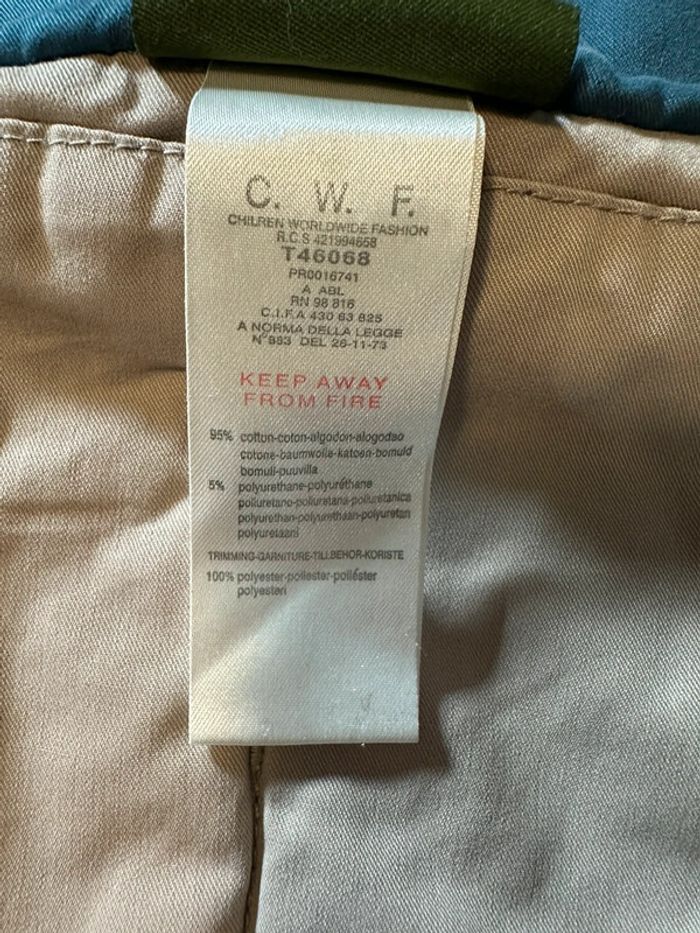 C. W. F.
CHILREN WORLDWIDE FASHION
R.C.S 421994658
T46068
PR0016741
A ABL
RN 98 816
C.I.F.A 430 63 825
A NORMA DELLA LEGGE
N°883 DEL 26-11-73
KEEP AWAY
FROM FIRE
95% cotton-coton-algodon-alogodao
cotone-baumwolle-katoen-bomuld
bomull-puuvilla
5% polyurethane-polyuréthane
poliuretano-poliuretana-poliuretanica
polyurethan-polyurethaan-polyuretan
polyuretaani
TRIMMING-GARNITURE-TILLBEHOR-KORISTE
100% polyester-poliester-poliéster
polyesteri